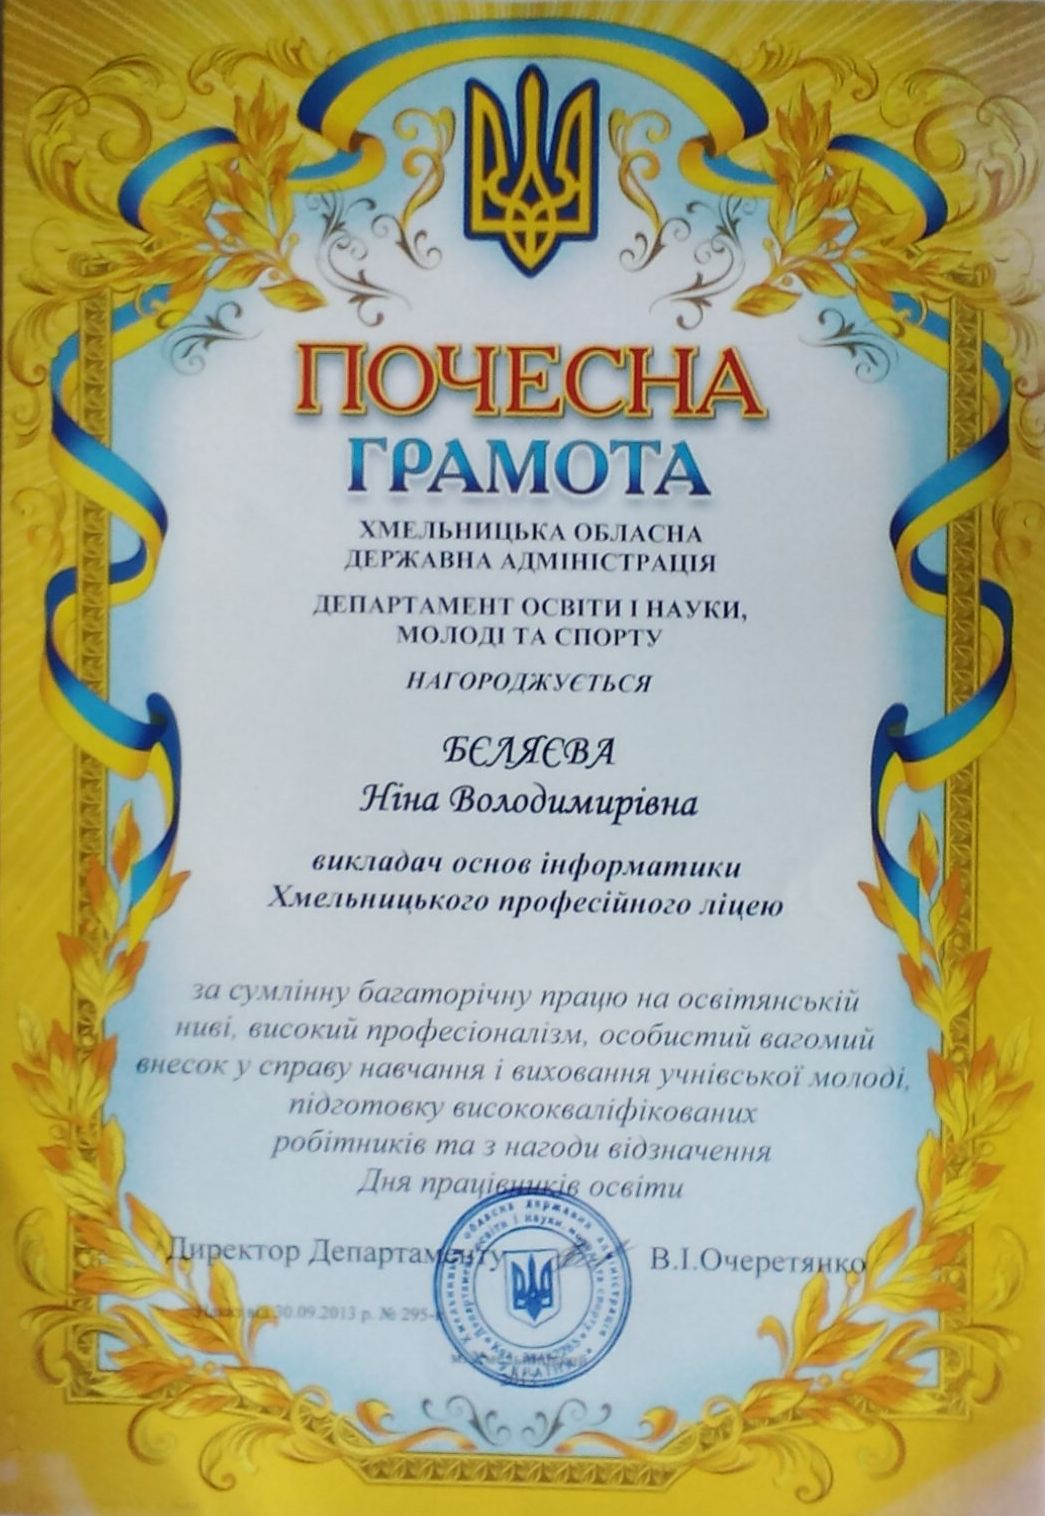 ПОЧЕСНА
ГРАМОТА
ХМЕЛЬНИЦЬКА ОБЛАСНА
ДЕРЖАВНА АДМІНІСТРАЦІЯ
ДЕПАРТАМЕНТ ОСВІТИ І НАУКИ,
МОЛОДІ ТА СПОРТУ
НАГОРОДЖУЄТЬСЯ
БЄЛЯЄВА
Ніна Володимирівна
викладач основ інформатики
Хмельницького професійного ліцею
за сумлінну багаторічну працю на освітянській
ниві, високий професіоналізм, особистий вагомий
внесок у справу навчання і виховання учнівської молоді,
підготовку висококваліфікованих
робітників та з нагоди відзначення
Дня працівників освіти
Директор Департаменту В.І.Очеретянко
Наказ від 30.09.2013 р. № 295-